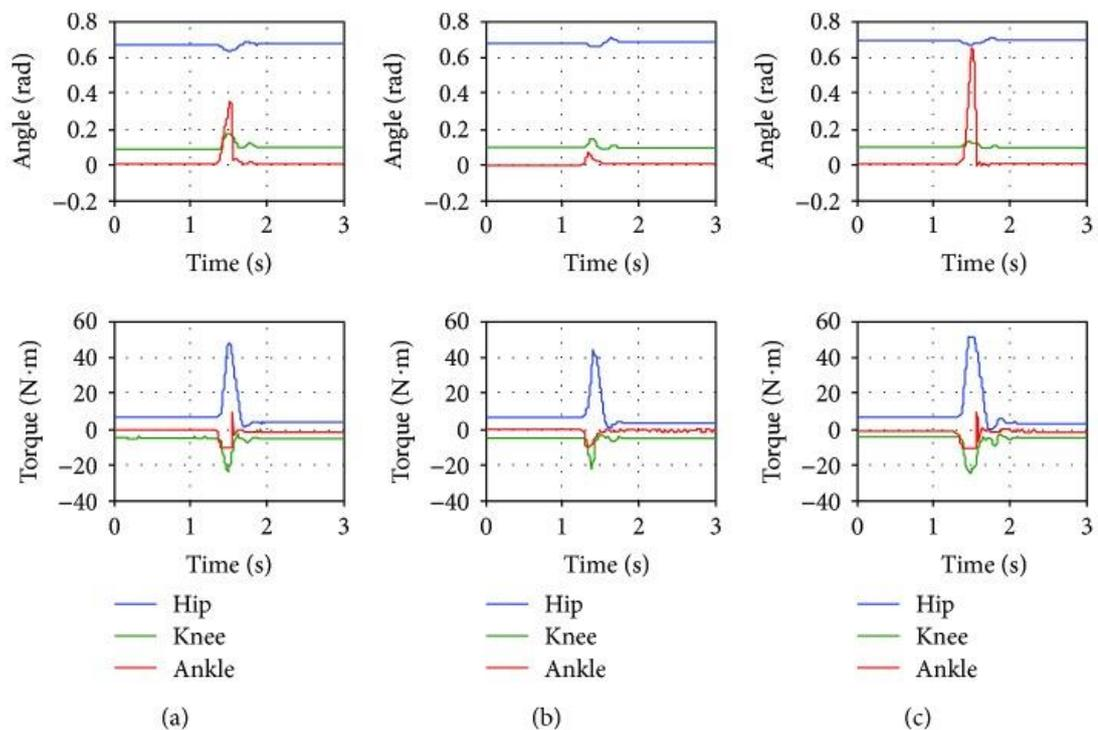 0.8 0.8 0.8
0.6 0.6 0.6
0.4 0.4 0.4
0.2 0.2 0.2
0 0 0
−0.2 −0.2 −0.2
Angle (rad) Angle (rad) Angle (rad)
0 1 2 3 0 1 2 3 0 1 2 3
Time (s) Time (s) Time (s)
60 60 60
40 40 40
20 20 20
0 0 0
−20 −20 −20
−40 −40 −40
Torque (N·m) Torque (N·m) Torque (N·m)
0 1 2 3 0 1 2 3 0 1 2 3
Time (s) Time (s) Time (s)
Hip Hip Hip
Knee Knee Knee
Ankle Ankle Ankle
(a) (b) (c)